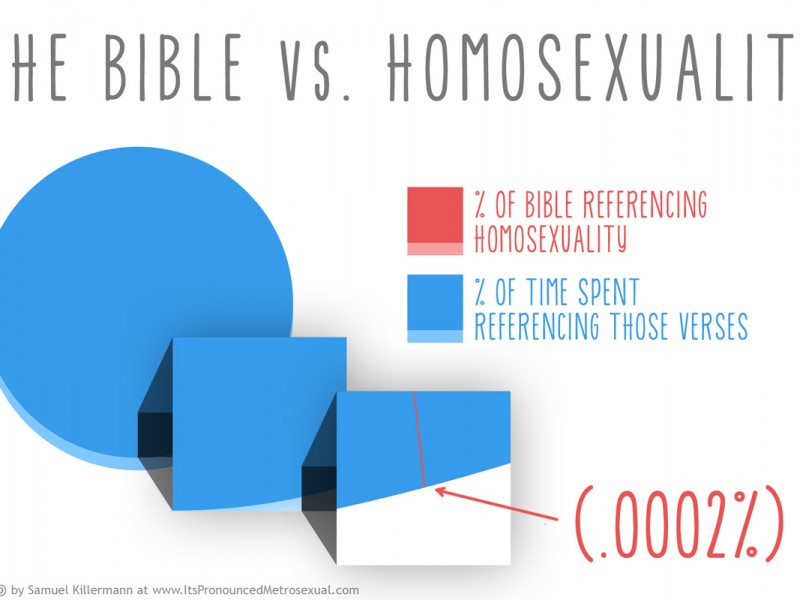 HE BIBLE VS. HOMOSEXUALIT
% OF BIBLE REFERENCING
HOMOSEXUALITY
% OF TIME SPENT
REFERENCING THOSE VERSES
(.0002%)
© by Samuel Killermann at www.ItsPronouncedMetrosexual.com